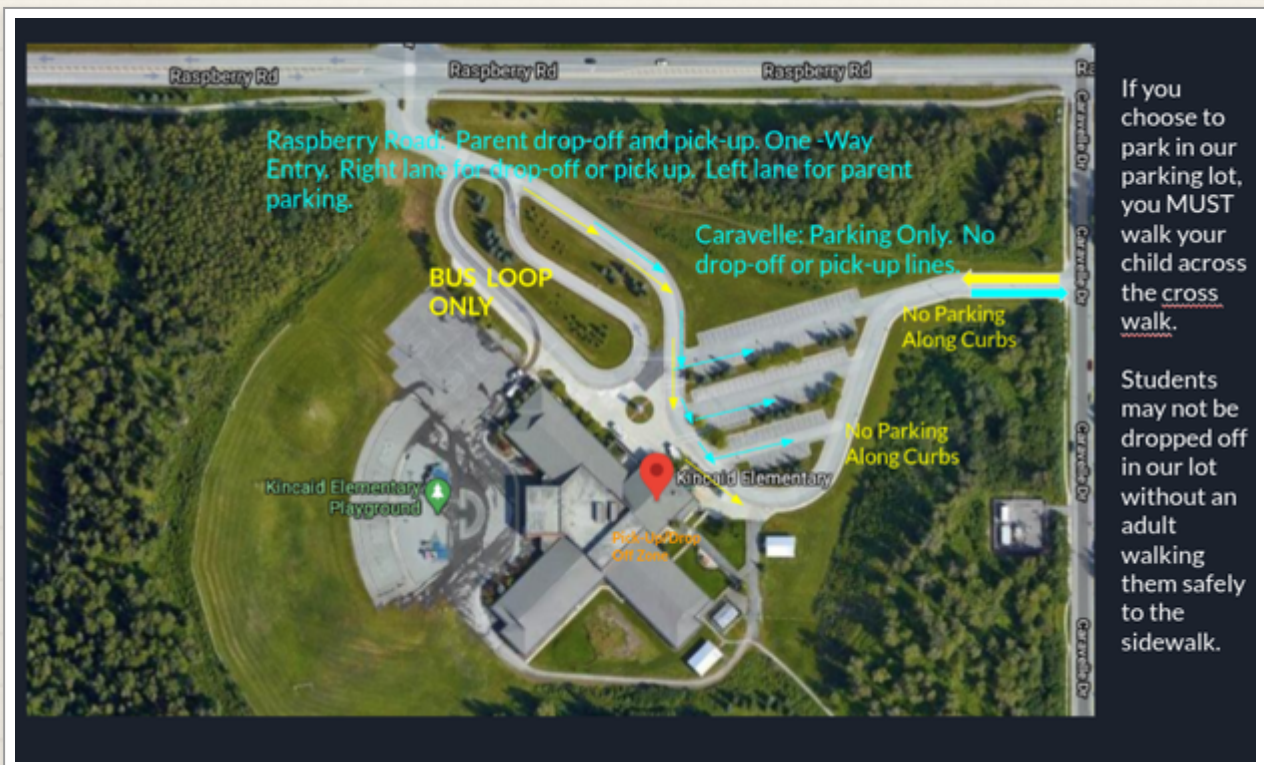 Raspberry Rd
Raspberry Rd
Raspberry Rd
Ra
Caravelle Dr
Raspberry Road:  Parent drop-off and pick-up. One -Way
Entry.  Right lane for drop-off or pick up.  Left lane for parent
parking.
Caravelle: Parking Only.  No
drop-off or pick-up lines.
Caravelle Dr
BUS  LOOP
ONLY
No Parking
Along Curbs
No Parking
Along Curbs
Caravelle Dr
Kincaid Elementary
Kincaid Elementary
Playground
Pick-Up/Drop
Off Zone
Caravelle Dr
If you
choose to
park in our
parking lot,
you MUST
walk your
child across
the cross
walk.
Students
may not be
dropped off
in our lot
without an
adult
walking
them safely
to the
sidewalk.